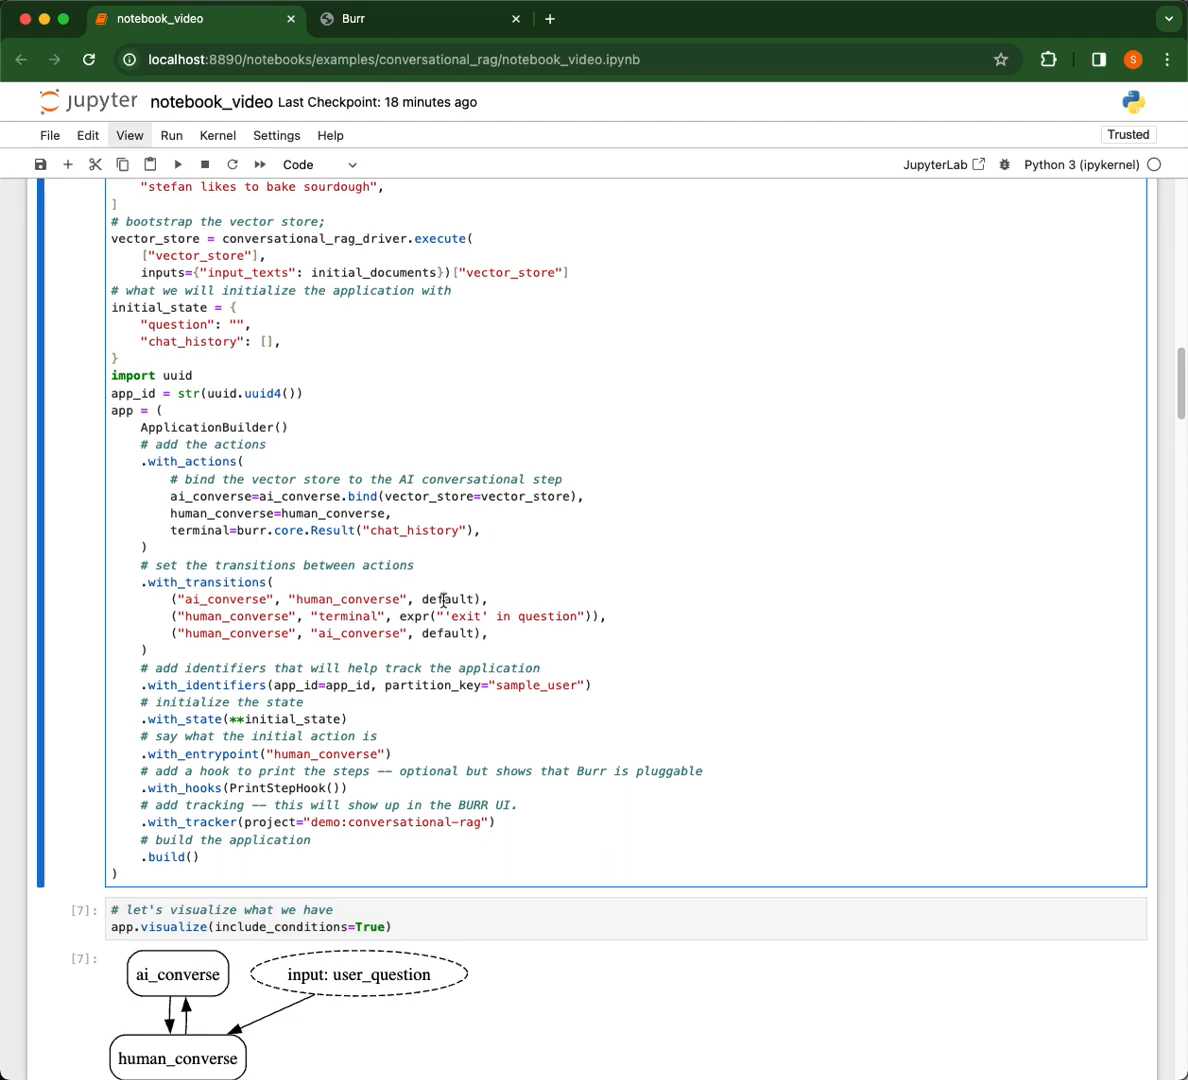 notebook_video
Burr
localhost:8890/notebooks/examples/conversational_rag/notebook_video.ipynb
S
jupyter notebook_video Last Checkpoint: 18 minutes ago
File Edit View Run Kernel Settings Help
Trusted
Code
JupyterLab
Python 3 (ipykernel)
"stefan likes to bake sourdough",
]
# bootstrap the vector store;
vector_store = conversational_rag_driver.execute(
["vector_store"],
inputs={"input_texts": initial_documents})["vector_store"]
# what we will initialize the application with
initial_state = {
"question": "",
"chat_history": [],
}
import uuid
app_id = str(uuid.uuid4())
app = (
ApplicationBuilder()
# add the actions
.with_actions(
# bind the vector store to the AI conversational step
ai_converse=ai_converse.bind(vector_store=vector_store),
human_converse=human_converse,
terminal=burr.core.Result("chat_history"),
)
# set the transitions between actions
.with_transitions(
("ai_converse", "human_converse", default),
("human_converse", "terminal", expr("'exit' in question")),
("human_converse", "ai_converse", default),
)
# add identifiers that will help track the application
.with_identifiers(app_id=app_id, partition_key="sample_user")
# initialize the state
.with_state(**initial_state)
# say what the initial action is
.with_entrypoint("human_converse")
# add a hook to print the steps -- optional but shows that Burr is pluggable
.with_hooks(PrintStepHook())
# add tracking -- this will show up in the BURR UI.
.with_tracker(project="demo:conversational-rag")
# build the application
.build()
)
[7]:
# let's visualize what we have
app.visualize(include_conditions=True)
[7]:
ai_converse
input: user_question
human_converse